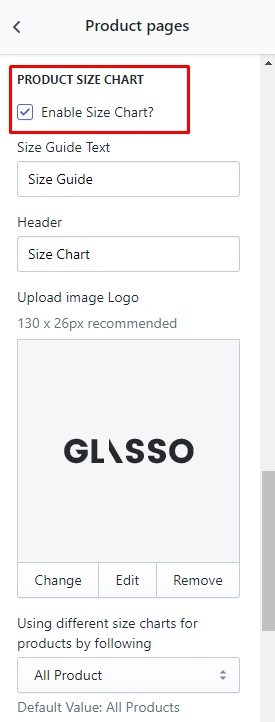 Product pages
PRODUCT SIZE CHART
Enable Size Chart?
Size Guide Text
Size Guide
Header
Size Chart
Upload image Logo
130 x 26px recommended
GLASSO
Change Edit Remove
Using different size charts for
products by following
All Product
Default Value: All Products